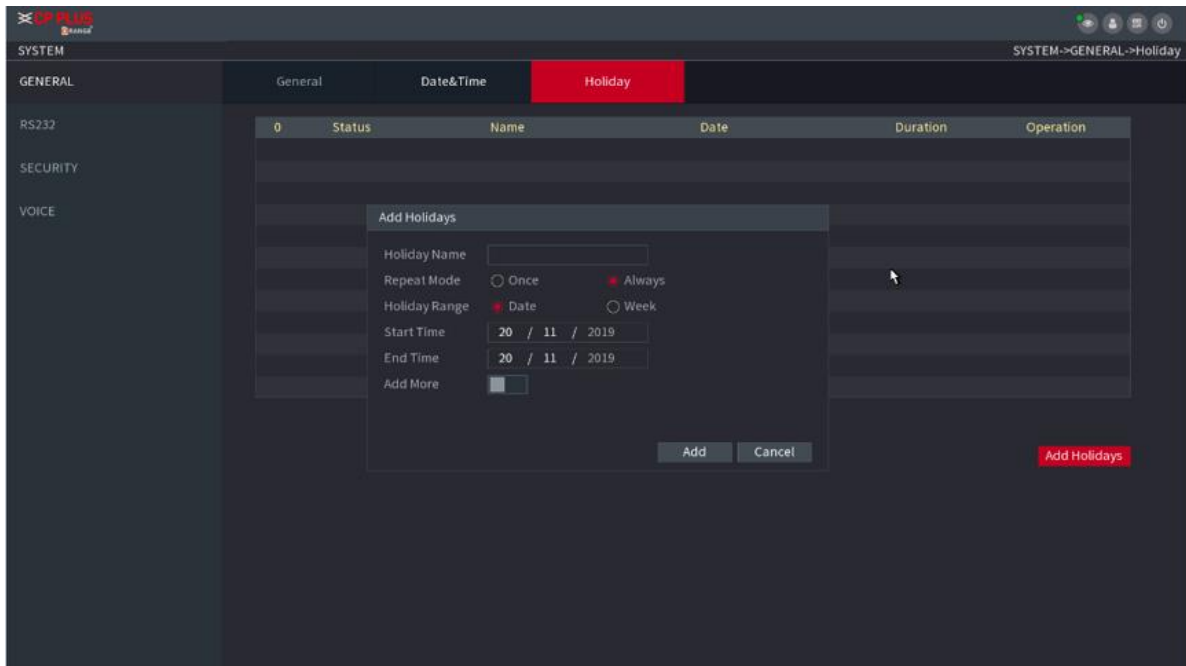 CP PLUS
ORANGE
SYSTEM SYSTEM->GENERAL->Holiday
GENERAL General Date&Time Holiday
RS232
SECURITY
VOICE
0 Status Name Date Duration Operation
Add Holidays
Holiday Name
Repeat Mode Once Always
Holiday Range Date Week
Start Time 20 / 11 / 2019
End Time 20 / 11 / 2019
Add More
Add Cancel
Add Holidays